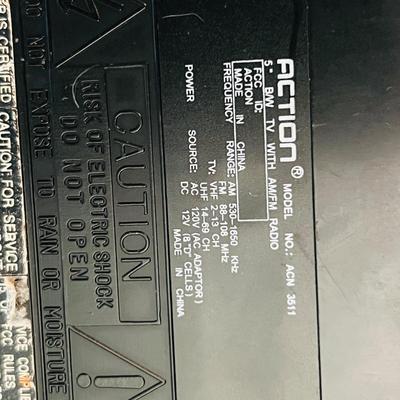 ACTION® MODEL NO.: ACN 3511
5" B/W TV WITH AM/FM RADIO
FCC ID:
ACTION
MADE IN CHINA
FREQUENCY RANGE: AM 530-1650 KHz
FM 88-108 MHz
TV: VHF 2-13 CH
UHF 14-69 CH
POWER SOURCE: AC 120V (AC ADAPTOR)
DC 12V (8"D" CELLS)
MADE IN CHINA
CAUTION
RISK OF ELECTRIC SHOCK
DO NOT OPEN
DO NOT EXPOSE TO RAIN OR MOISTURE
IS CERTIFIED
CAUTION: FOR SERVICE
VICE
FCC RULES